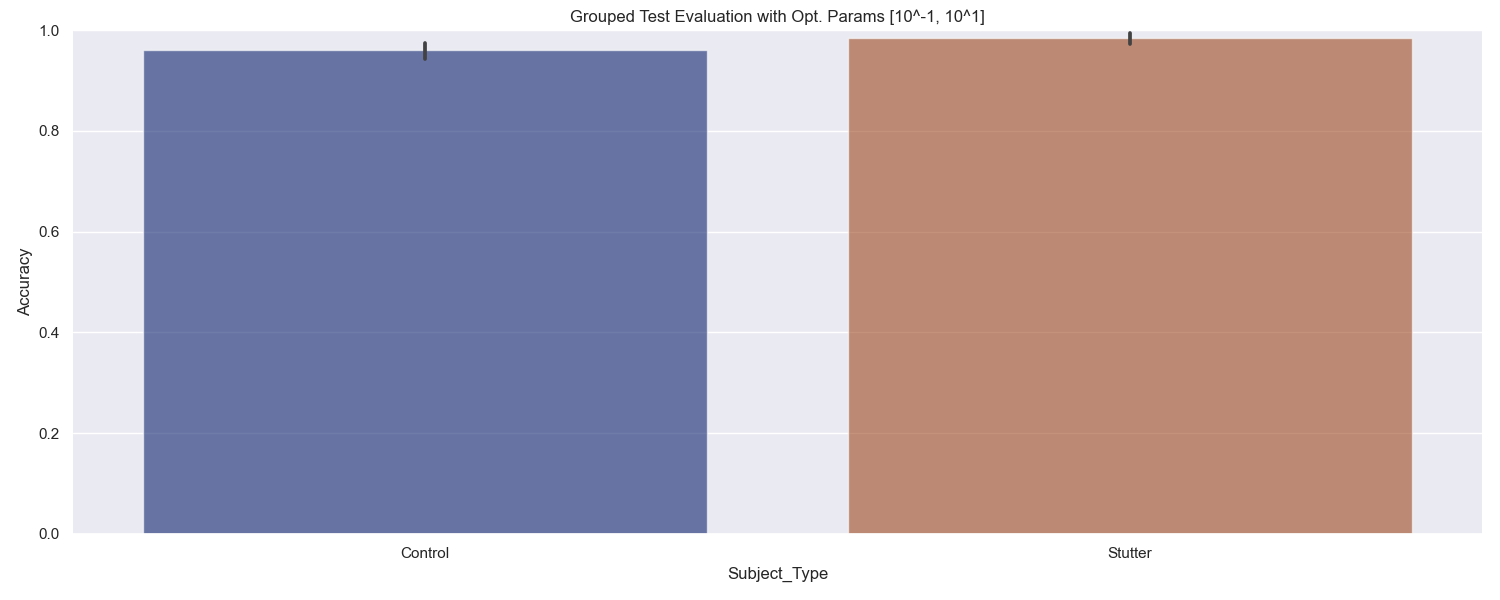 Grouped Test Evaluation with Opt. Params [10^-1, 10^1]
1.0
0.8
0.6
0.4
0.2
0.0
Accuracy
Control
Stutter
Subject_Type